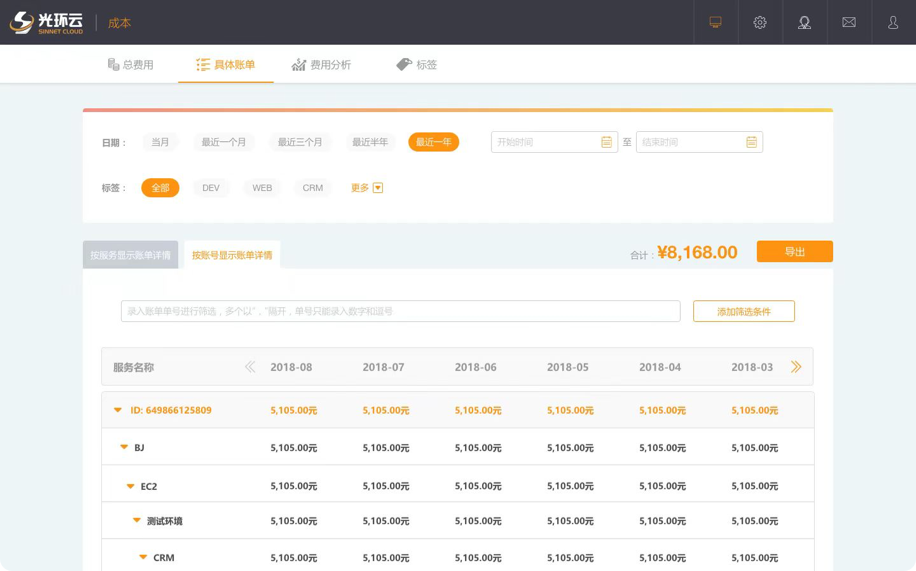 光环云 成本
SINNET CLOUD
总费用 具体账单 费用分析 标签
日期： 当月 最近一个月 最近三个月 最近半年 最近一年 开始时间 至 结束时间
标签： 全部 DEV WEB CRM 更多
按服务显示账单详情 按账号显示账单详情 合计：¥8,168.00 导出
录入账单单号进行筛选，多个以“，”隔开，单号只能录入数字和逗号 添加筛选条件
服务名称 2018-08 2018-07 2018-06 2018-05 2018-04 2018-03
ID: 649866125809 5,105.00元 5,105.00元 5,105.00元 5,105.00元 5,105.00元 5,105.00元
BJ 5,105.00元 5,105.00元 5,105.00元 5,105.00元 5,105.00元 5,105.00元
EC2 5,105.00元 5,105.00元 5,105.00元 5,105.00元 5,105.00元 5,105.00元
测试环境 5,105.00元 5,105.00元 5,105.00元 5,105.00元 5,105.00元 5,105.00元
CRM 5,105.00元 5,105.00元 5,105.00元 5,105.00元 5,105.00元 5,105.00元